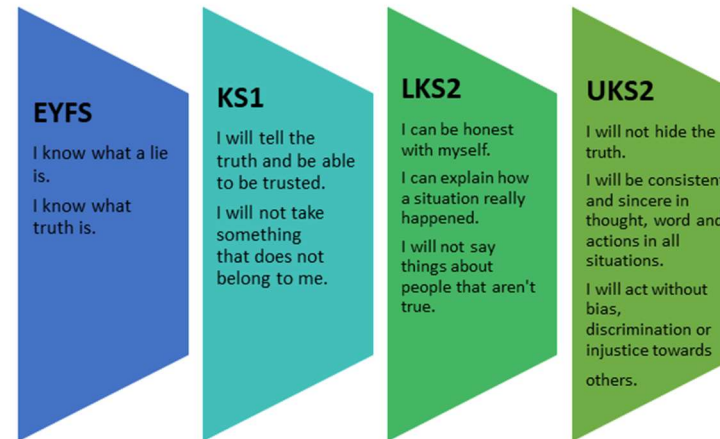 EYFS
I know what a lie
is.
I know what
truth is.
KS1
I will tell the
truth and be able
to be trusted.
I will not take
something
that does not
belong to me.
LKS2
I can be honest
with myself.
I can explain how
a situation really
happened.
I will not say
things about
people that aren't
true.
UKS2
I will not hide the
truth.
I will be consistent
and sincere in
thought, word and
actions in all
situations.
I will act without
bias,
discrimination or
injustice towards
others.